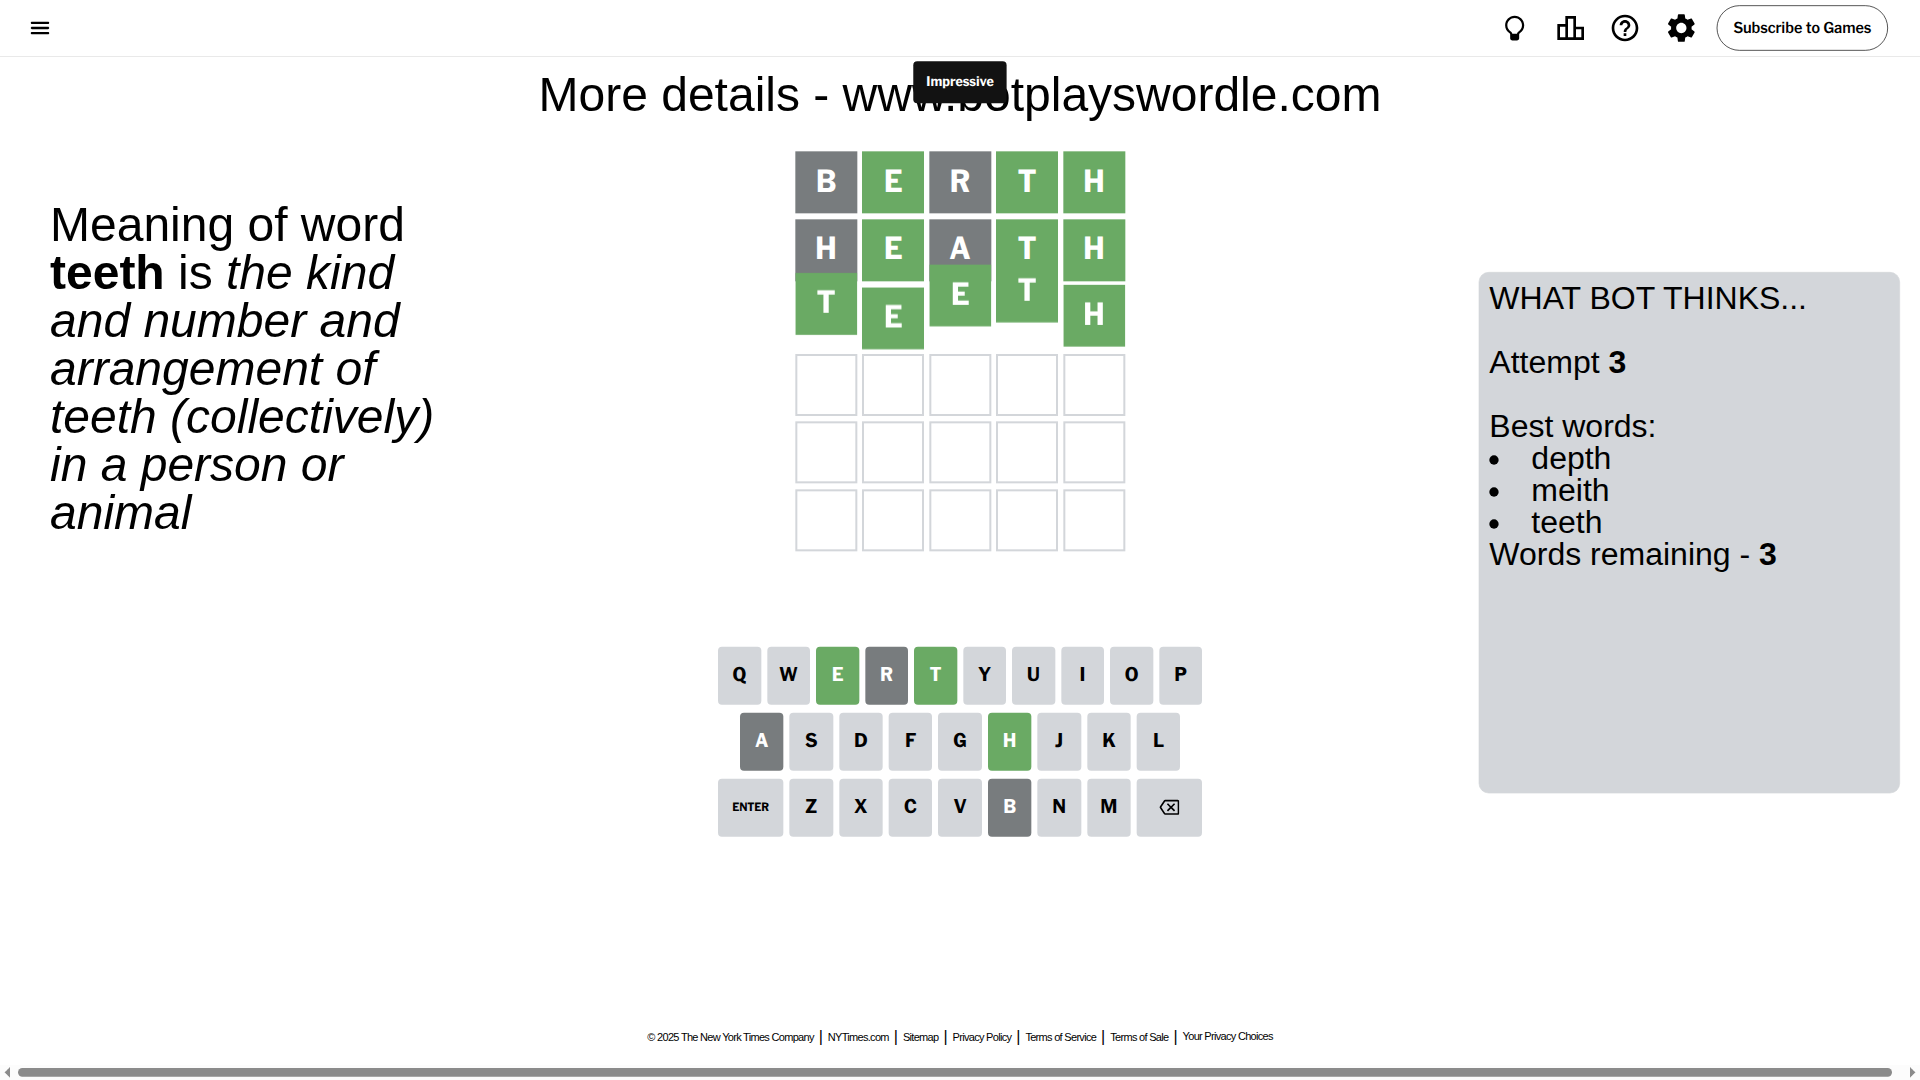 Subscribe to Games
Impressive
More details - www.botplayswordle.com
Meaning of word
teeth is the kind
and number and
arrangement of
teeth (collectively)
in a person or
animal
B E R T H
H E A T H
T E E T H
WHAT BOT THINKS...
Attempt 3
Best words:
• depth
• meith
• teeth
Words remaining - 3
Q W E R T Y U I O P
A S D F G H J K L
ENTER Z X C V B N M
© 2025 The New York Times Company | NYTimes.com | Sitemap | Privacy Policy | Terms of Service | Terms of Sale | Your Privacy Choices